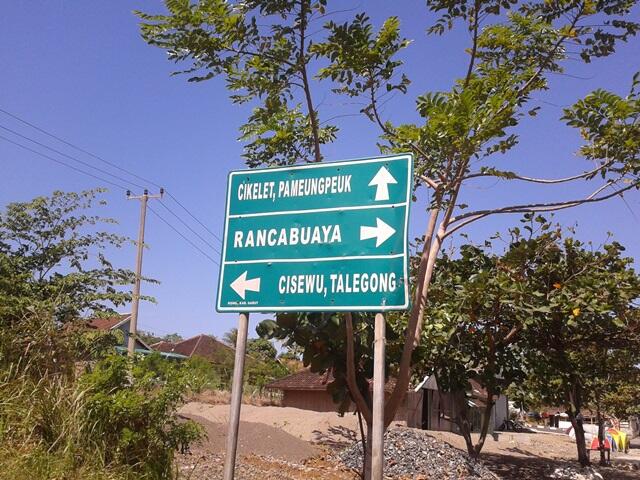 CIKELET, PAMEUNGPEUK
RANCABUAYA
CISEWU, TALEGONG